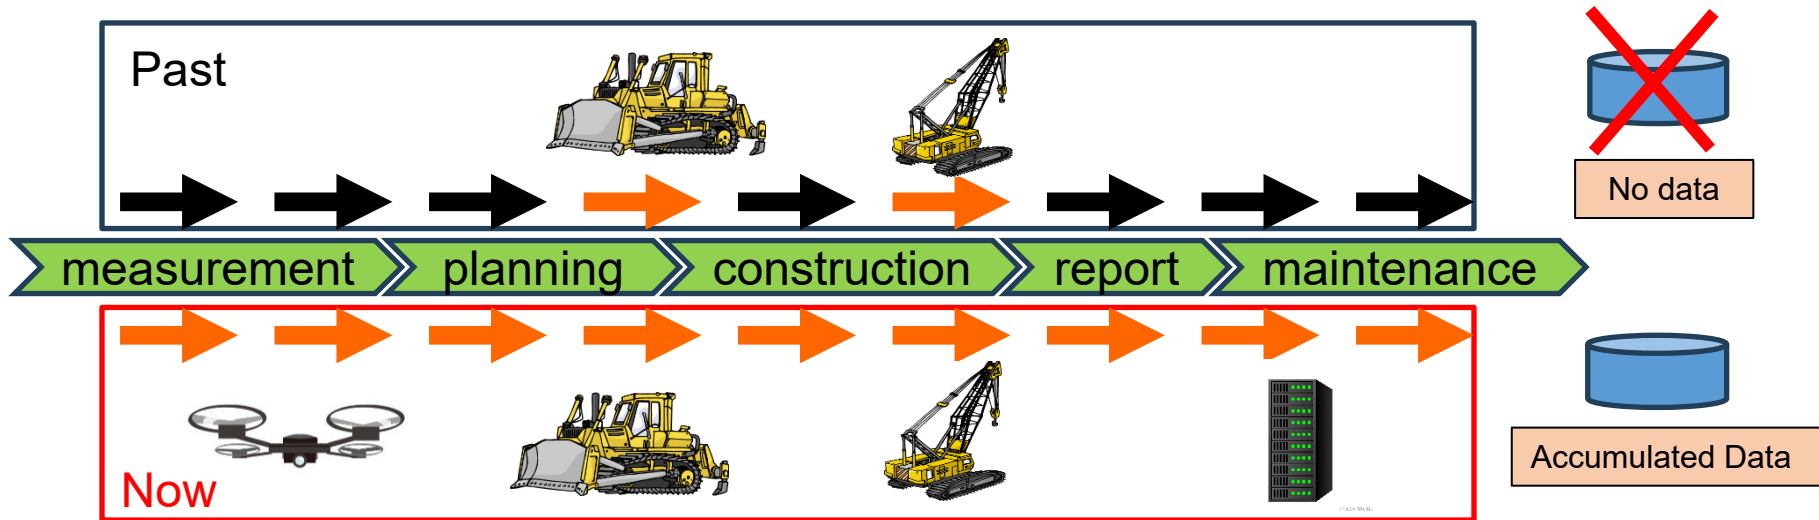 Past
No data
measurement planning construction report maintenance
Now
Accumulated Data